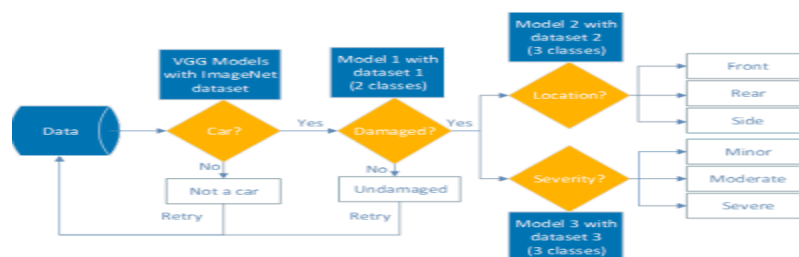 VGG Models
with ImageNet
dataset
Model 1 with
dataset 1
(2 classes)
Model 2 with
dataset 2
(3 classes)
Data
Car?
Yes
Damaged?
Yes
Location?
Front
Rear
Side
No
Not a car
Retry
No
Undamaged
Retry
Severity?
Minor
Moderate
Severe
Model 3 with
dataset 3
(3 classes)